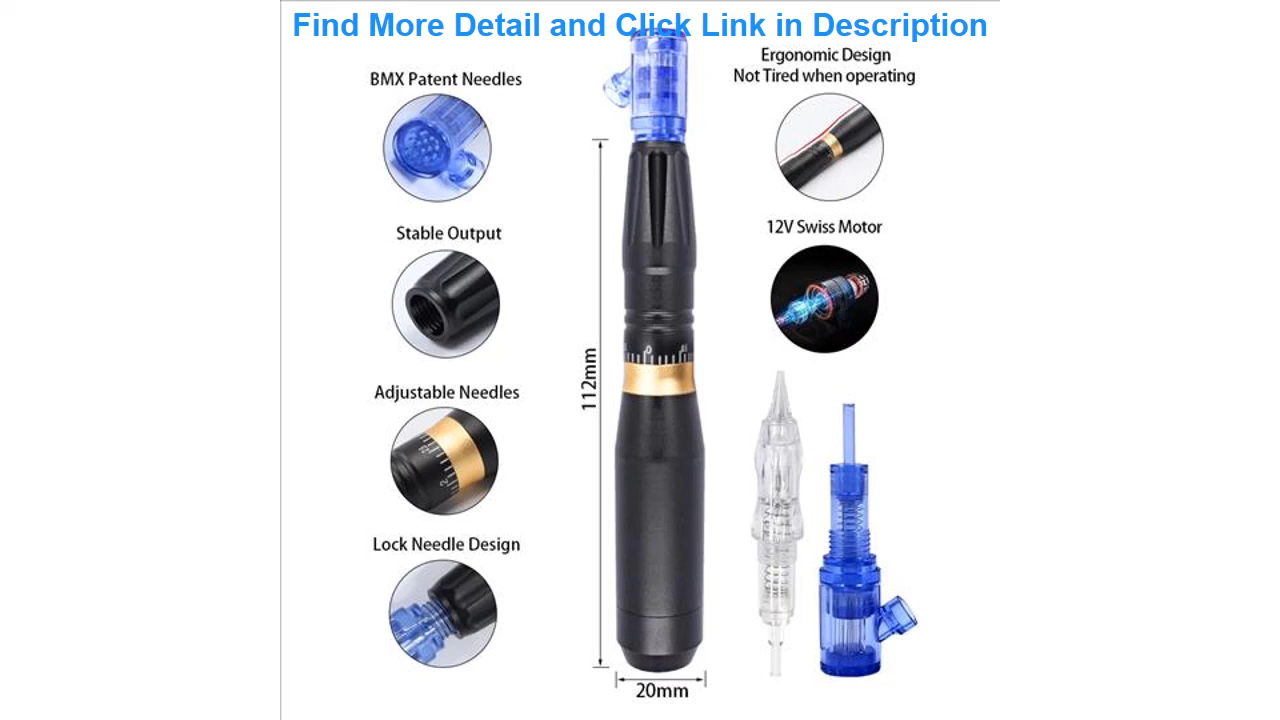 Find More Detail and Click Link in Description
BMX Patent Needles
Stable Output
Adjustable Needles
Lock Needle Design
Ergonomic Design
Not Tired when operating
12V Swiss Motor
112mm
20mm